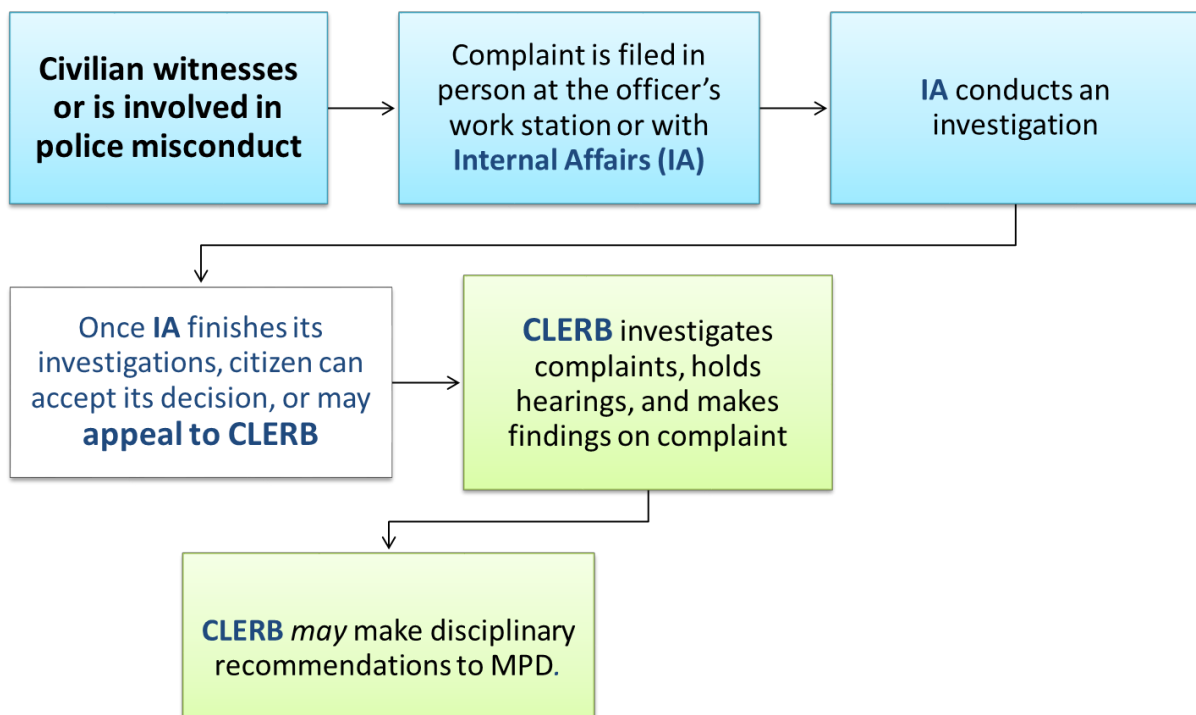 Civilian witnesses
or is involved in
police misconduct
Complaint is filed in
person at the officer’s
work station or with
Internal Affairs (IA)
IA conducts an
investigation
Once IA finishes its
investigations, citizen can
accept its decision, or may
appeal to CLERB
CLERB investigates
complaints, holds
hearings, and makes
findings on complaint
CLERB may make disciplinary
recommendations to MPD.